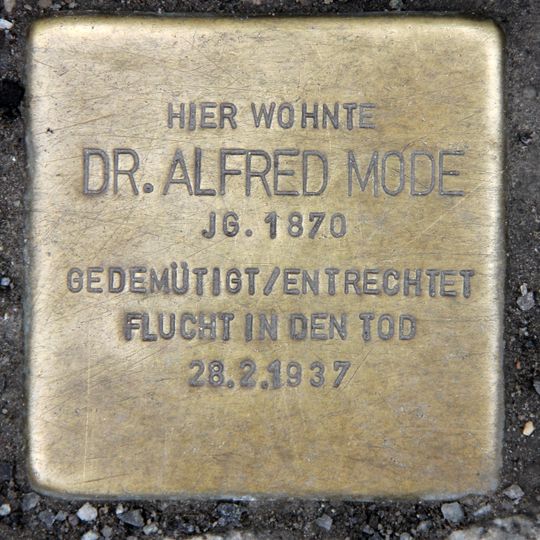 HIER WOHNTE
DR. ALFRED MODE
JG. 1870
GEDEMÜTIGT/ENTRECHTET
FLUCHT IN DEN TOD
28.2.1937